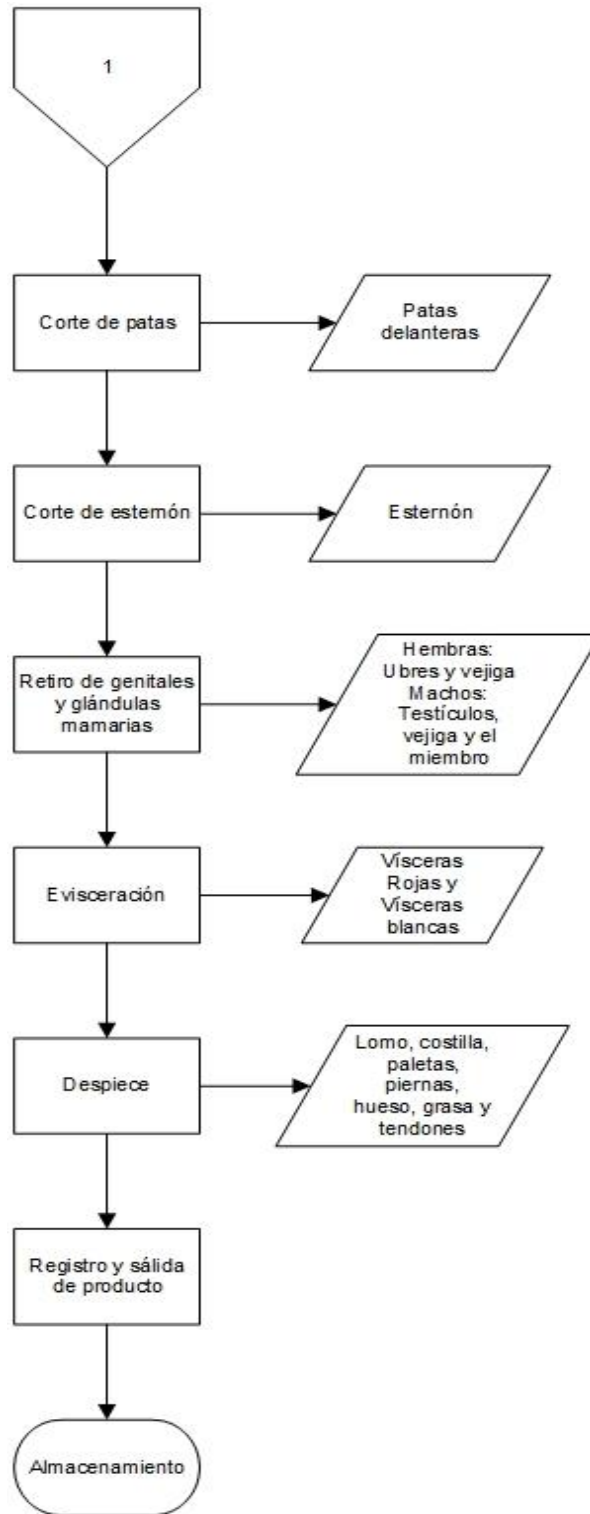 1
Corte de patas
Patas
delanteras
Corte de esternón
Esternón
Retiro de genitales
y glándulas
mamarias
Hembras:
Ubres y vejiga
Machos:
Testículos,
vejiga y el
miembro
Evisceración
Vísceras
Rojas y
Vísceras
blancas
Despiece
Lomo, costilla,
paletas,
piernas,
hueso, grasa y
tendones
Registro y sálida
de producto
Almacenamiento